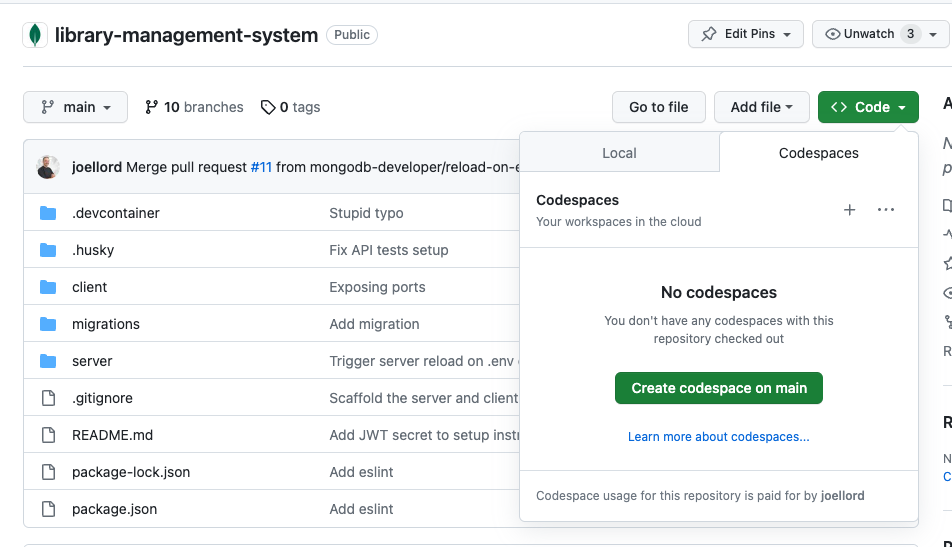 library-management-system Public Edit Pins Unwatch 3
main 10 branches 0 tags Go to file Add file Code
joellord Merge pull request #11 from mongodb-developer/reload-on-e
Local Codespaces
Codespaces
Your workspaces in the cloud
No codespaces
You don't have any codespaces with this
repository checked out
Create codespace on main
Learn more about codespaces...
Codespace usage for this repository is paid for by joellord
.devcontainer Stupid typo
.husky Fix API tests setup
client Exposing ports
migrations Add migration
server Trigger server reload on .env
.gitignore Scaffold the server and client
README.md Add JWT secret to setup instr
package-lock.json Add eslint
package.json Add eslint